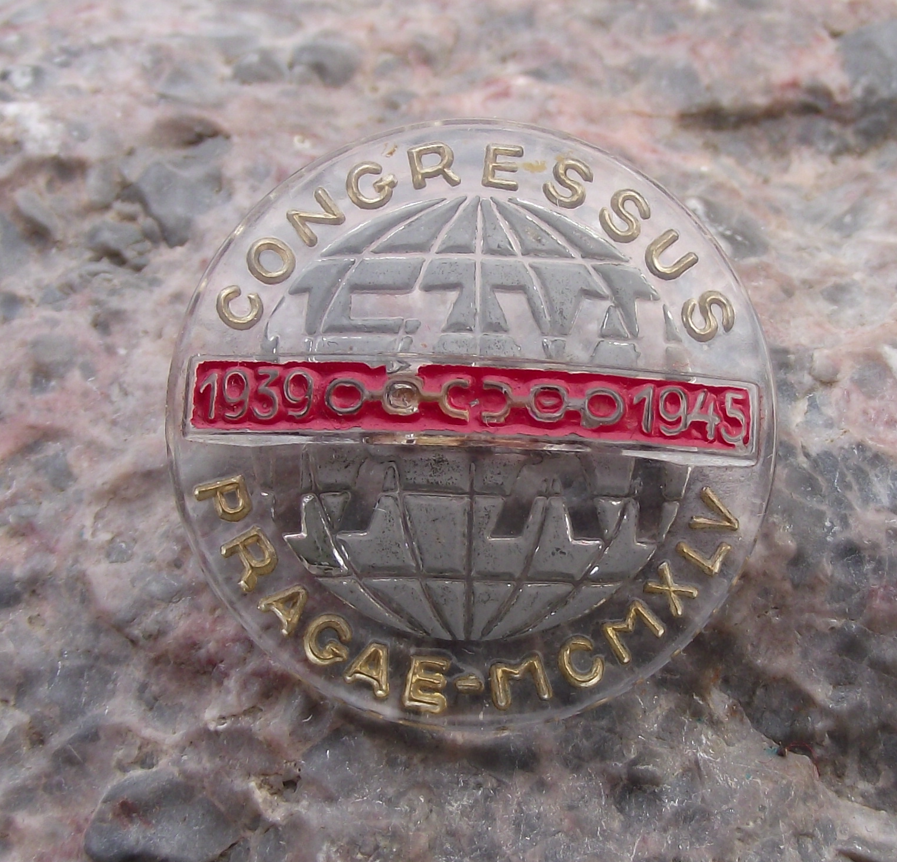 CONGRESSUS
1939 1945
PRAGAE-MCMXLV